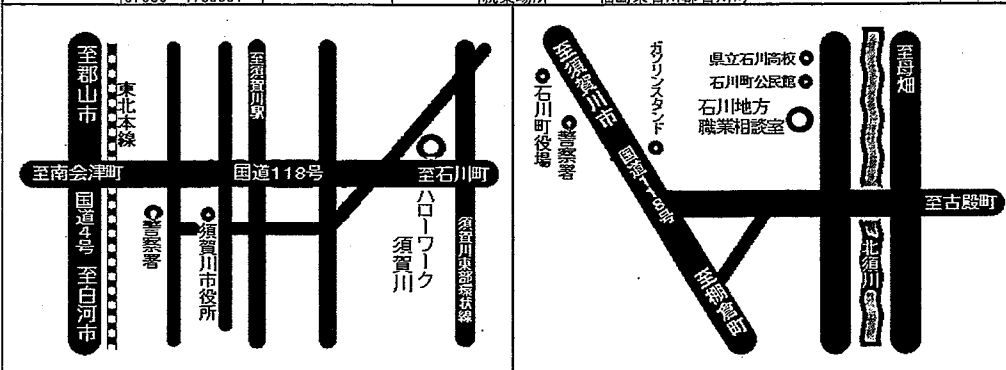 至郡山市
東北本線
至須賀川駅
至南会津町
国道118号
至石川町
国道4号
至白河市
警察署
須賀川市役所
ハローワーク
須賀川
須賀川東部環状線
至須賀川市
ガソリンスタンド
石川町役場
警察署
国道118号
至棚倉町
県立石川高校
石川町公民館
石川地方
職業相談室
至母畑
至古殿町
北須川